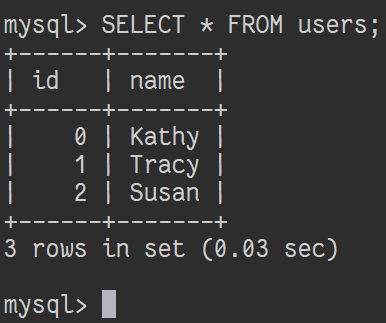 mysql> SELECT * FROM users;
+------+-------+
| id   | name  |
+------+-------+
|    0 | Kathy |
|    1 | Tracy |
|    2 | Susan |
+------+-------+
3 rows in set (0.03 sec)
mysql>